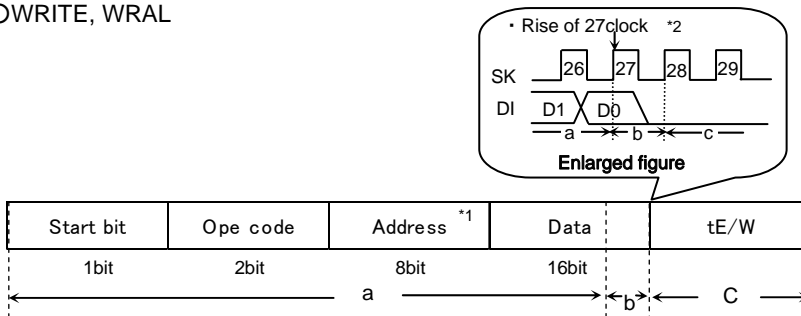 ○WRITE, WRAL
・Rise of 27clock *2
SK 26 27 28 29
DI D1 D0
a b c
Enlarged figure
Start bit Ope code Address *1 Data tE/W
1bit 2bit 8bit 16bit
a b C